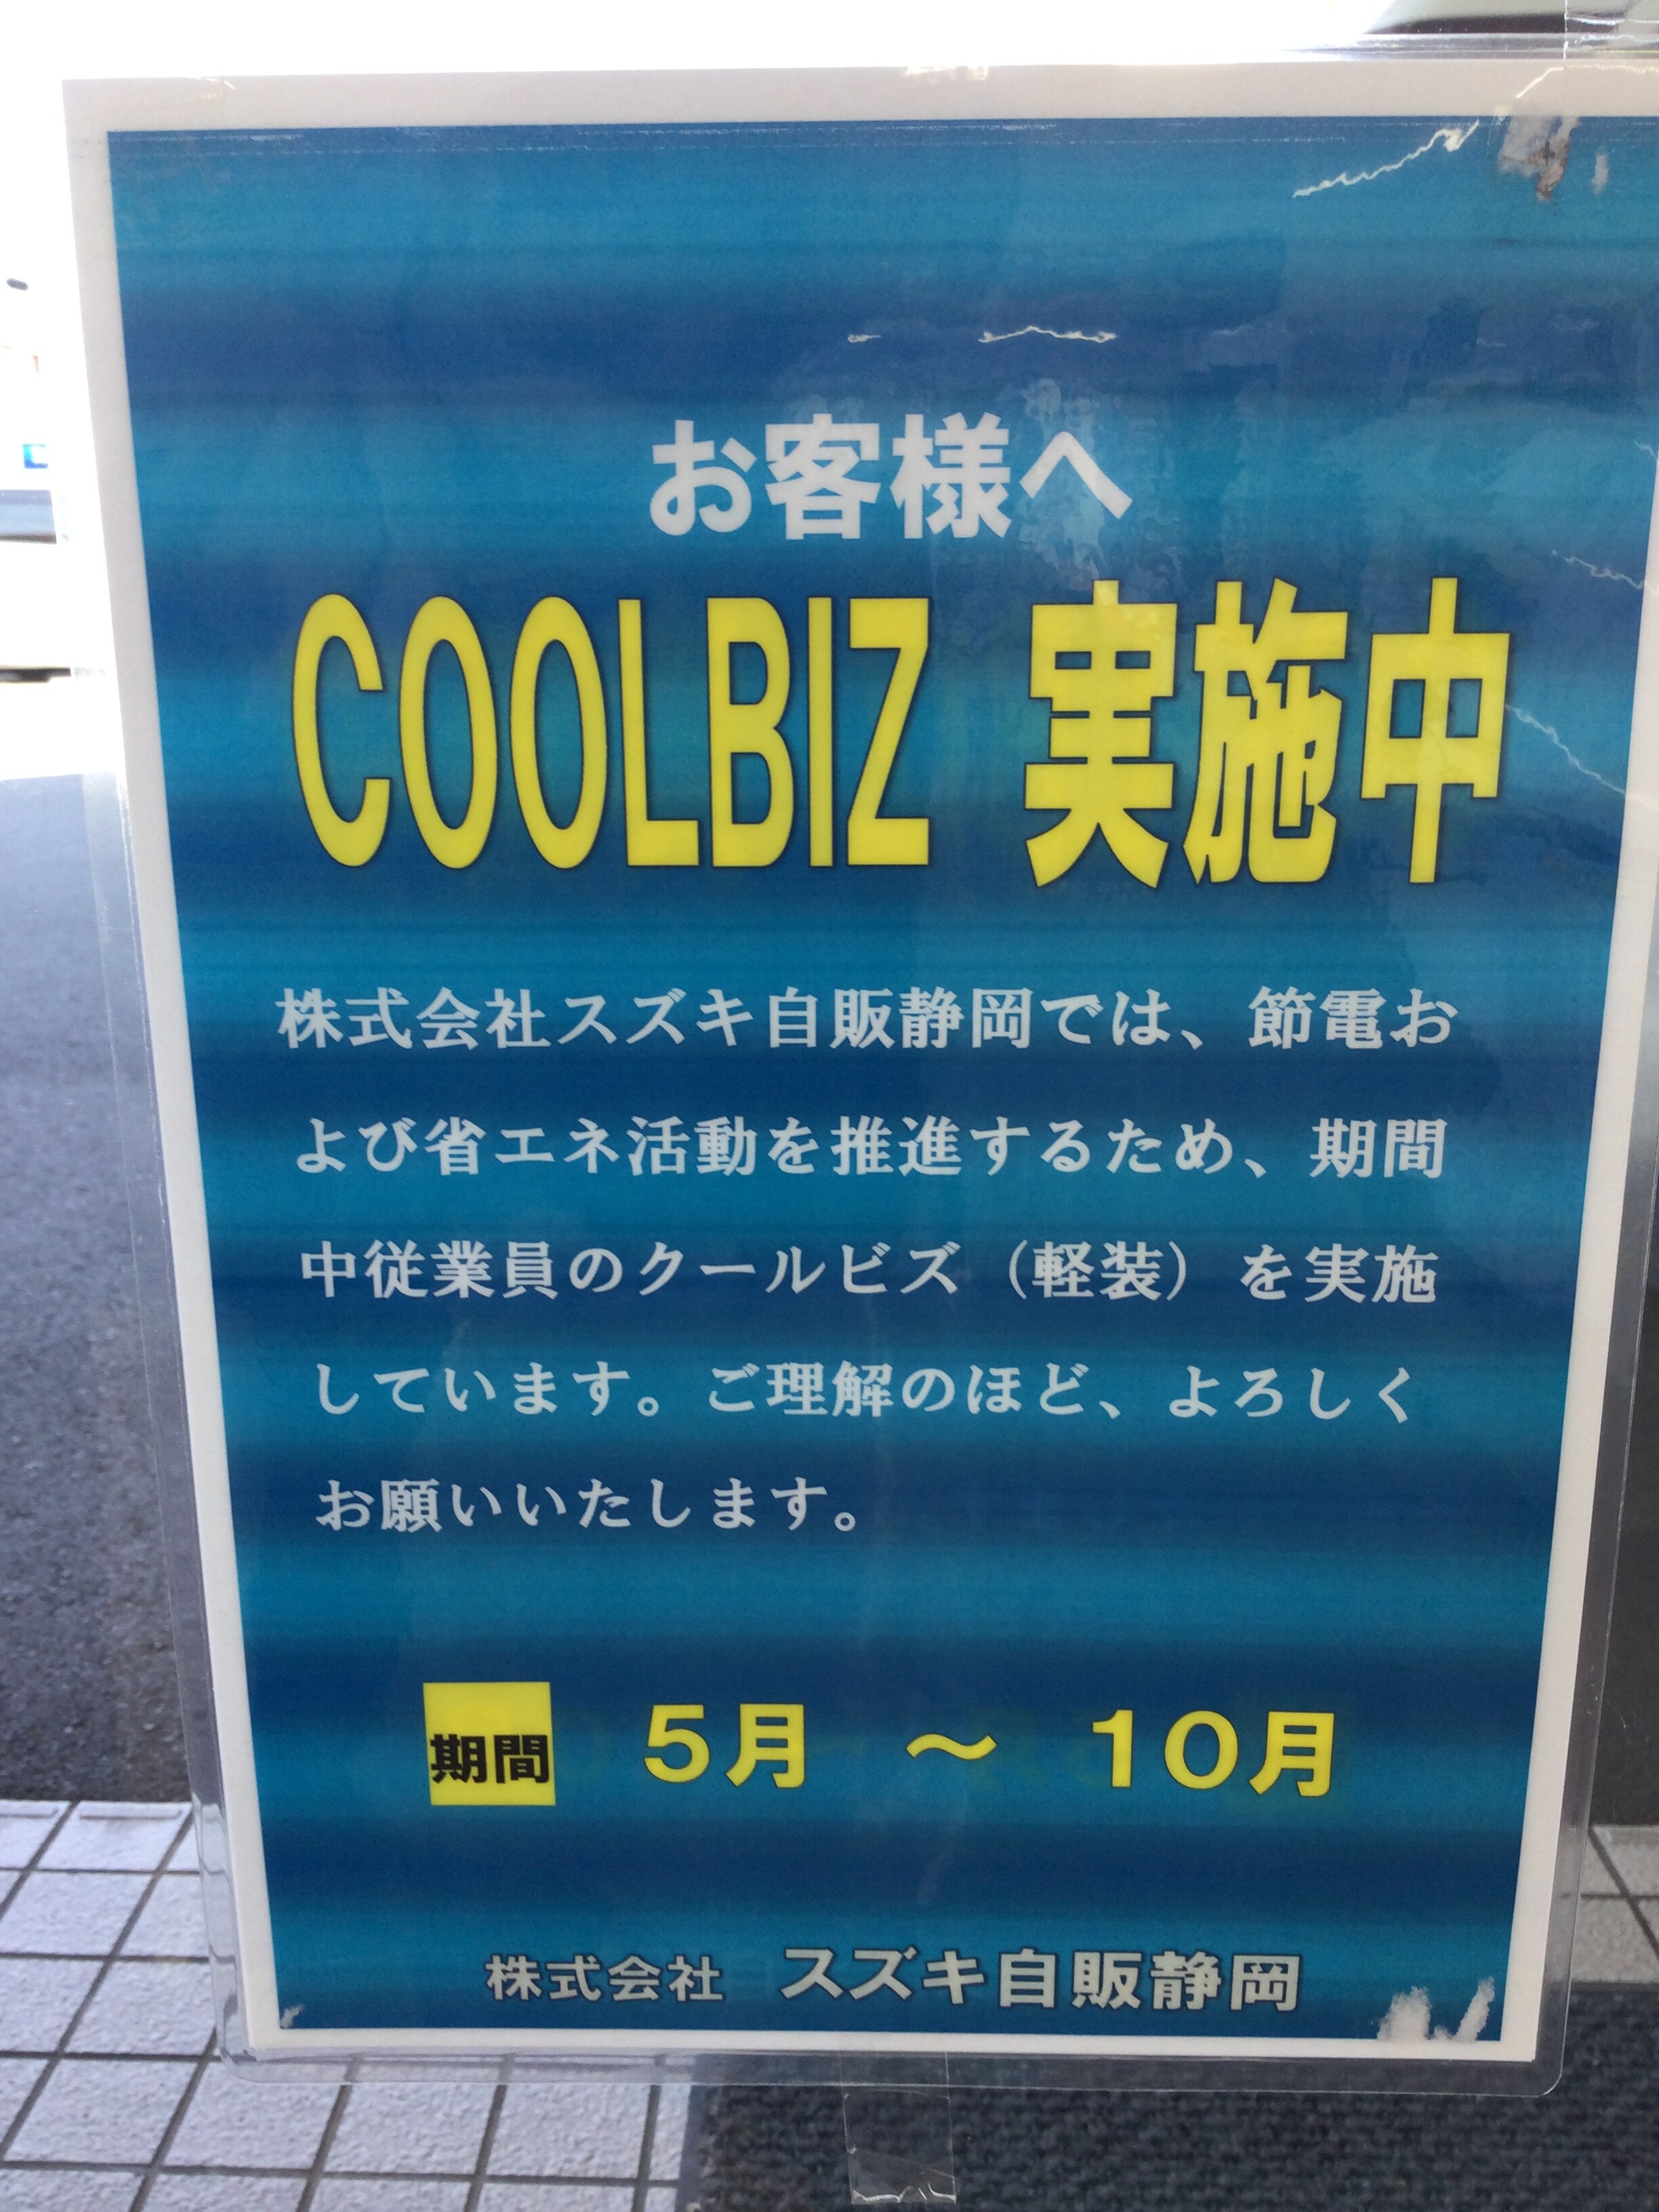 お客様へ
COOLBIZ 実施中
株式会社スズキ自販静岡では、節電お
よび省エネ活動を推進するため、期間
中従業員のクールビズ（軽装）を実施
しています。ご理解のほど、よろしく
お願いいたします。
期間 5月 ～ 10月
株式会社 スズキ自販静岡